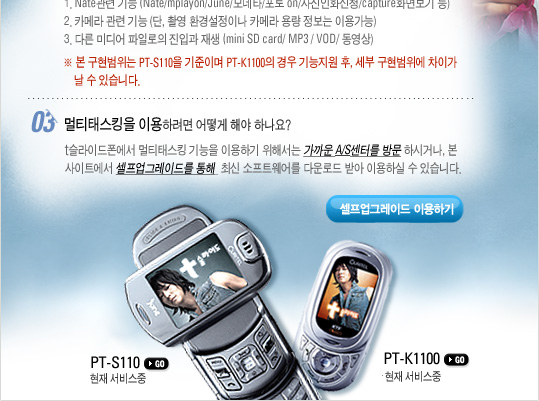 1. Nate관련 기능 (Nate/mplayon/June/모네타/포토 on/사진인화신청/capture화면보기 등)
2. 카메라 관련 기능 (단, 촬영 환경설정이나 카메라 용량 정보는 이용가능)
3. 다른 미디어 파일로의 진입과 재생 (mini SD card/ MP3 / VOD/ 동영상)
※ 본 구현범위는 PT-S110을 기준이며 PT-K1100의 경우 기능지원 후, 세부 구현범위에 차이가
날 수 있습니다.
03 멀티태스킹을 이용하려면 어떻게 해야 하나요?
t슬라이드폰에서 멀티태스킹 기능을 이용하기 위해서는 가까운 A/S센터를 방문 하시거나, 본
사이트에서 셀프업그레이드를 통해 최신 소프트웨어를 다운로드 받아 이용하실 수 있습니다.
셀프업그레이드 이용하기
t슬라이드
PT-S110 GO
현재 서비스중
PT-K1100 GO
· 현재 서비스중